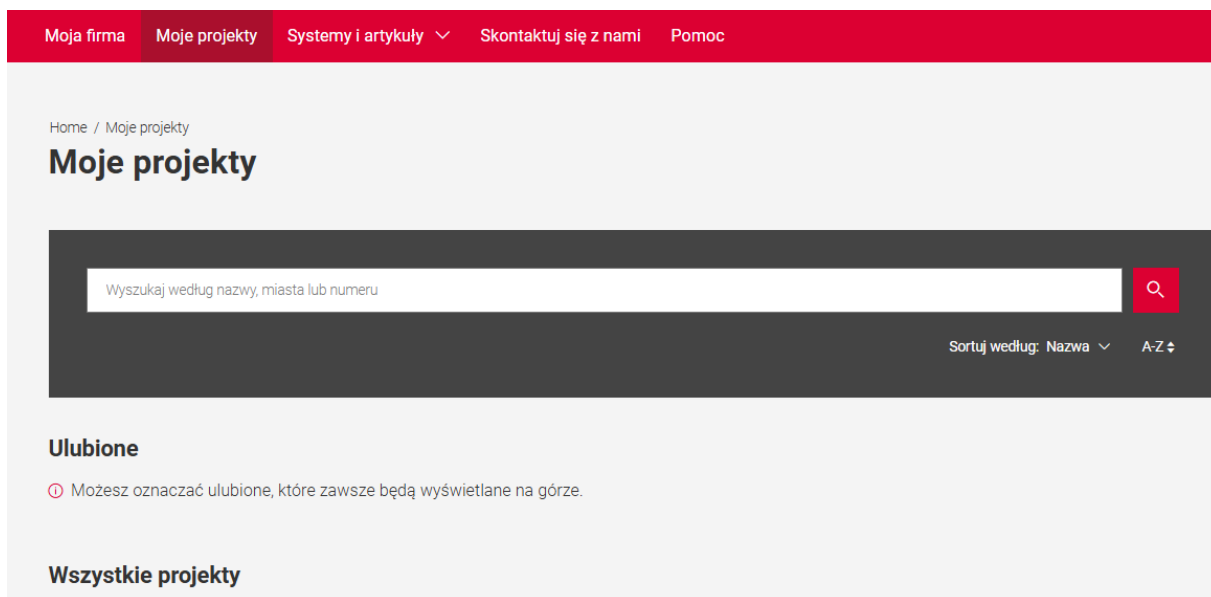 Moja firma Moje projekty Systemy i artykuły Skontaktuj się z nami Pomoc
Home / Moje projekty
Moje projekty
Wyszukaj według nazwy, miasta lub numeru
Sortuj według: Nazwa A-Z
Ulubione
Możesz oznaczać ulubione, które zawsze będą wyświetlane na górze.
Wszystkie projekty